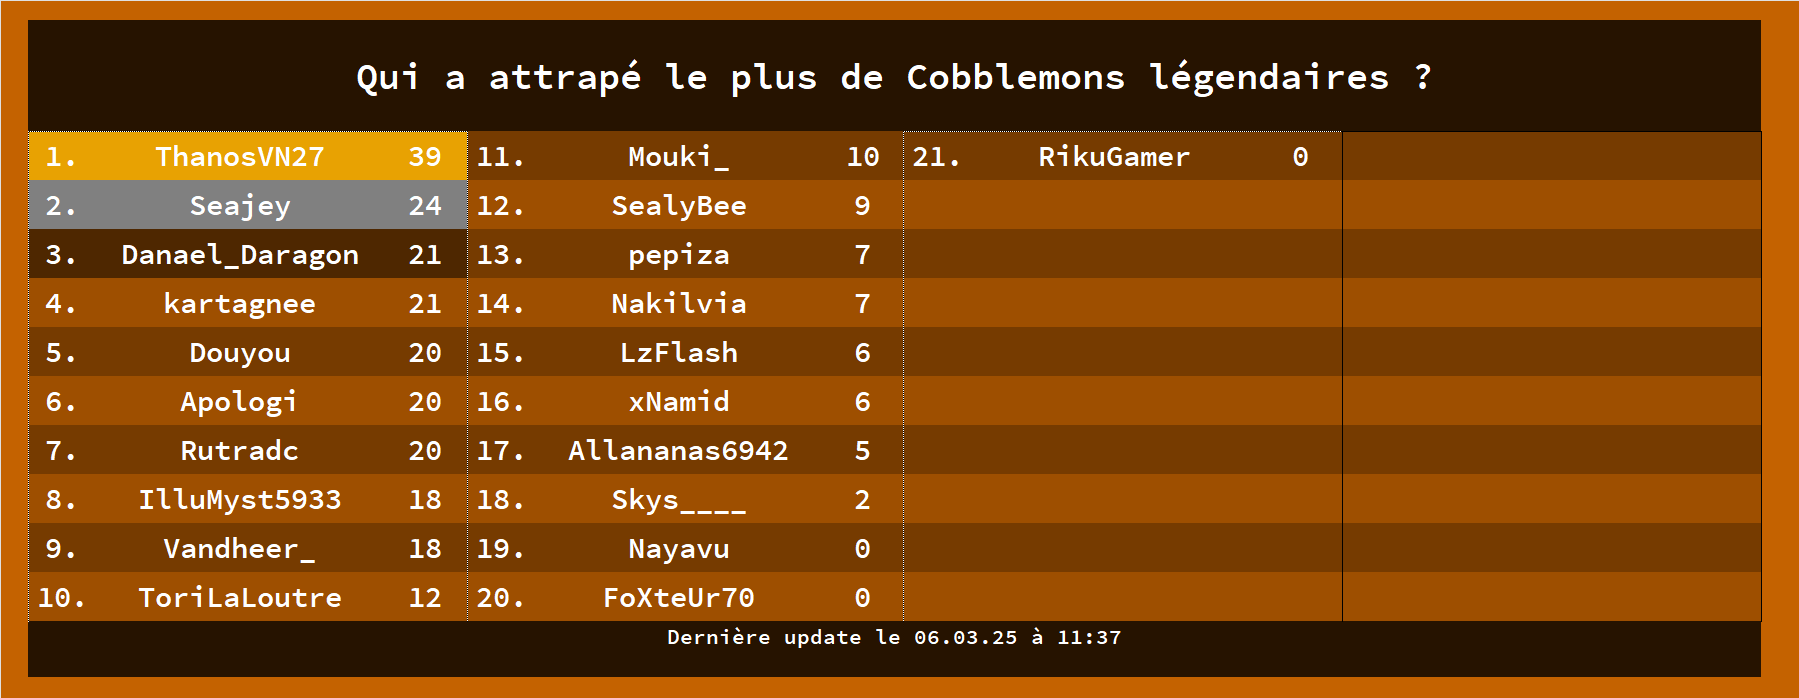 Qui a attrapé le plus de Cobblemons légendaires ?
1. ThanosVN27 39
2. Seajey 24
3. Danael_Daragon 21
4. kartagnee 21
5. Douyou 20
6. Apologi 20
7. Rutradc 20
8. IlluMyst5933 18
9. Vandheer_ 18
10. ToriLaLoutre 12
11. Mouki_ 10
12. SealyBee 9
13. pepiza 7
14. Nakilvia 7
15. LzFlash 6
16. xNamid 6
17. Allananas6942 5
18. Skys____ 2
19. Nayavu 0
20. FoXteUr70 0
21. RikuGamer 0
Dernière update le 06.03.25 à 11:37